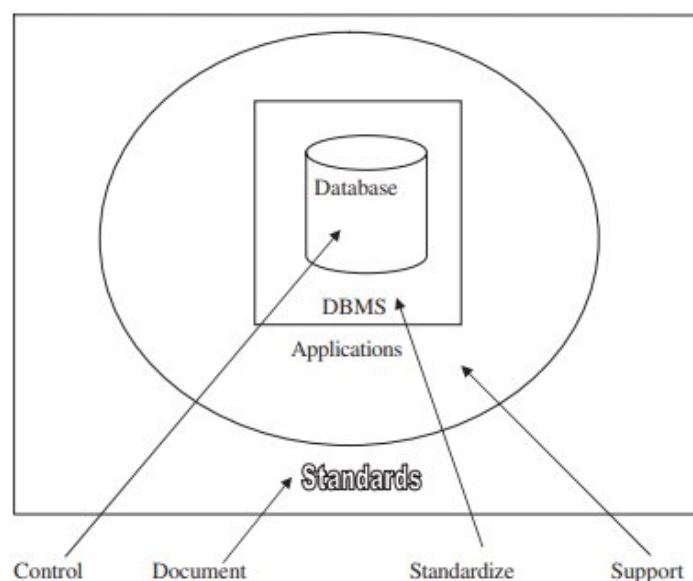 Database
DBMS
Applications
Standards
Control Document Standardize Support